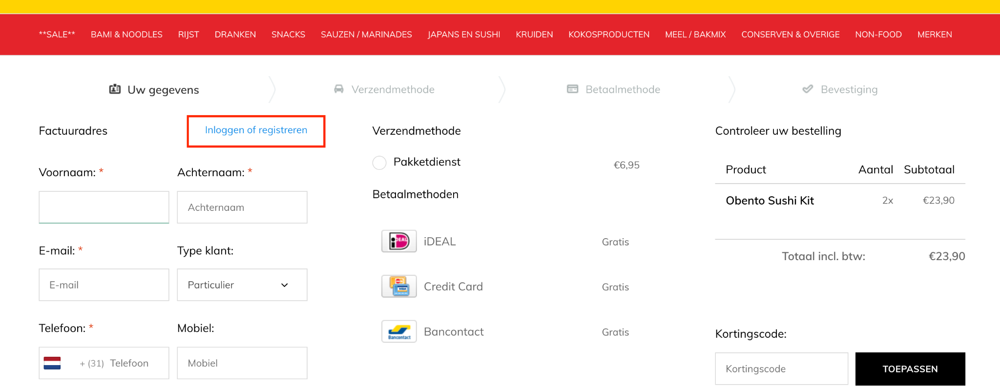 **SALE** BAMI & NOODLES RIJST DRANKEN SNACKS SAUZEN / MARINADES JAPANS EN SUSHI KRUIDEN KOKOSPRODUCTEN MEEL / BAKMIX CONSERVEN & OVERIGE NON-FOOD MERKEN
Uw gegevens Verzendmethode Betaalmethode Bevestiging
Factuuradres Inloggen of registreren
Voornaam: * Achternaam: *
Achternaam
E-mail: * Type klant:
E-mail Particulier
Telefoon: * Mobiel:
+ (31) Telefoon Mobiel
Verzendmethode
Pakketdienst €6,95
Betaalmethoden
iDEAL iDEAL Gratis
VISA Credit Card Gratis
Bancontact Bancontact Gratis
Controleer uw bestelling
Product Aantal Subtotaal
Obento Sushi Kit 2x €23,90
Totaal incl. btw: €23,90
Kortingscode:
Kortingscode TOEPASSEN